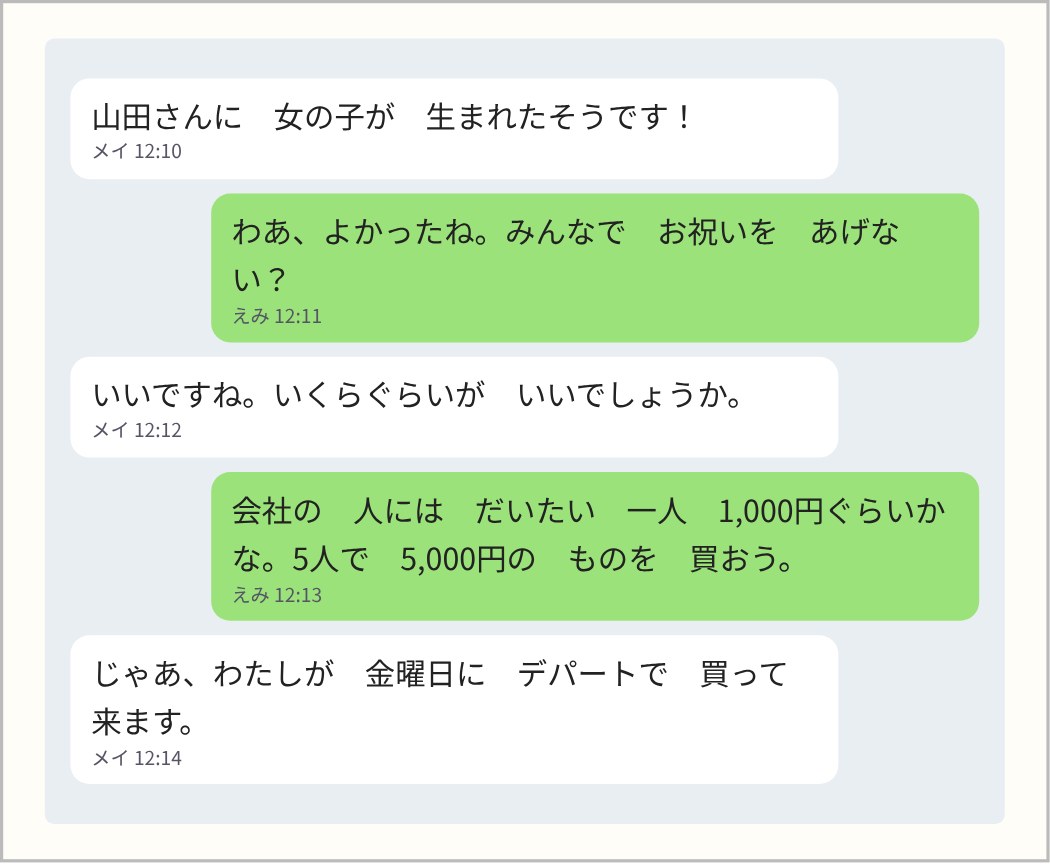 山田さんに　女の子が　生まれたそうです！
メイ 12:10
わあ、よかったね。みんなで　お祝いを　あげな
い？
えみ 12:11
いいですね。いくらぐらいが　いいでしょうか。
メイ 12:12
会社の　人には　だいたい　一人　1,000円ぐらいか
な。5人で　5,000円の　ものを　買おう。
えみ 12:13
じゃあ、わたしが　金曜日に　デパートで　買って
来ます。
メイ 12:14